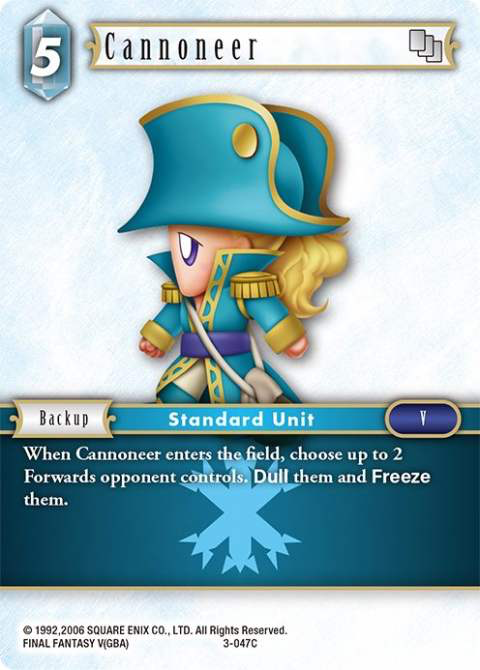 5
Cannoneer
Backup
Standard Unit
V
When Cannoneer enters the field, choose up to 2
Forwards opponent controls. Dull them and Freeze
them.
© 1992,2006 SQUARE ENIX CO., LTD. All Rights Reserved.
FINAL FANTASY V(GBA)
3-047C